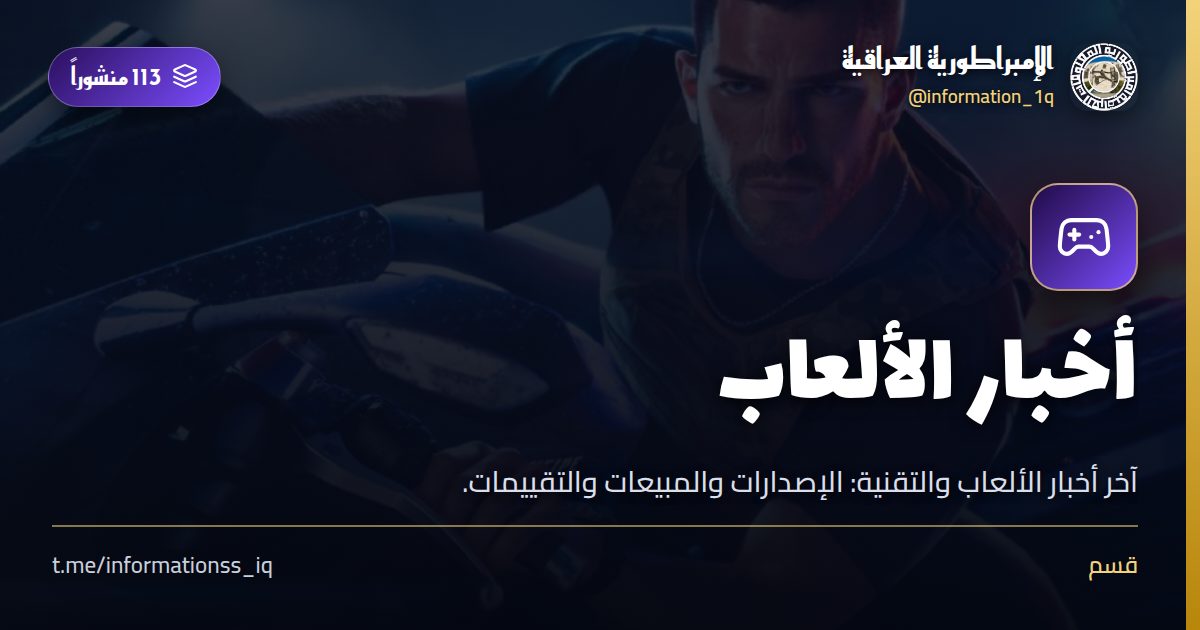 الإمبراطورية العراقية
@information_1q
113 منشوراً
أخبار الألعاب
آخر أخبار الألعاب والتقنية: الإصدارات والمبيعات والتقييمات.
قسم
t.me/informationss_iq